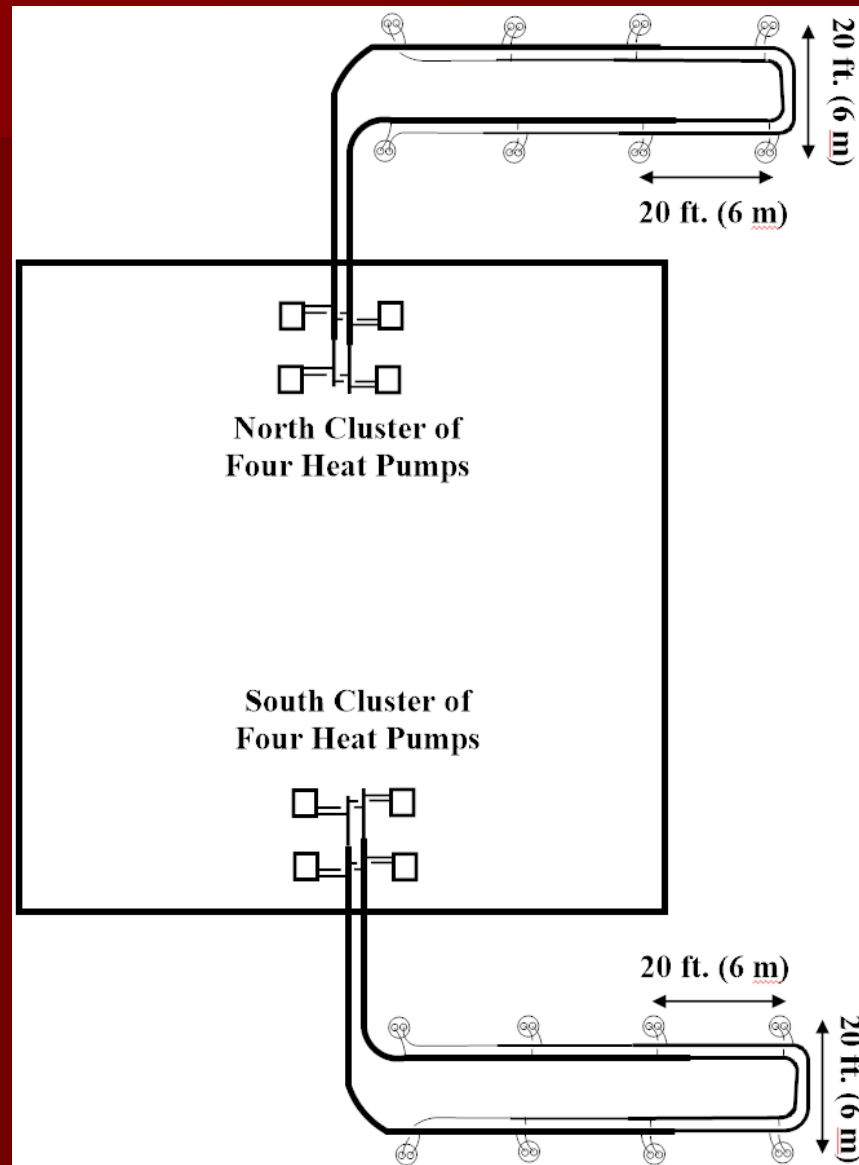 20 ft. (6 m)
20 ft. (6 m)
North Cluster of
Four Heat Pumps
South Cluster of
Four Heat Pumps
20 ft. (6 m)
20 ft. (6 m)